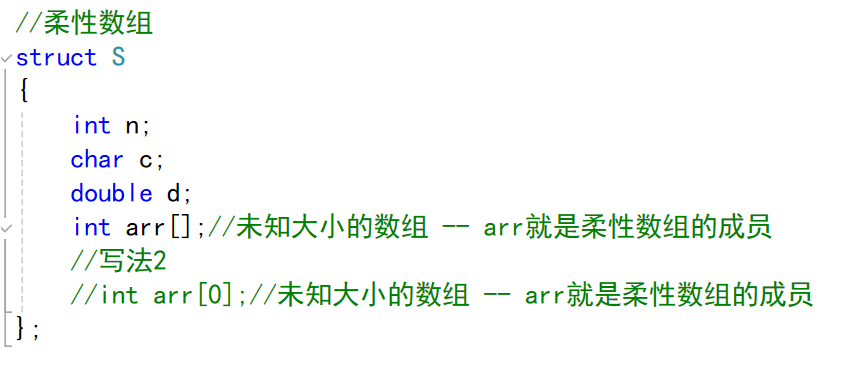 //柔性数组
struct S
{
int n;
char c;
double d;
int arr[];//未知大小的数组 -- arr就是柔性数组的成员
//写法2
//int arr[0];//未知大小的数组 -- arr就是柔性数组的成员
};